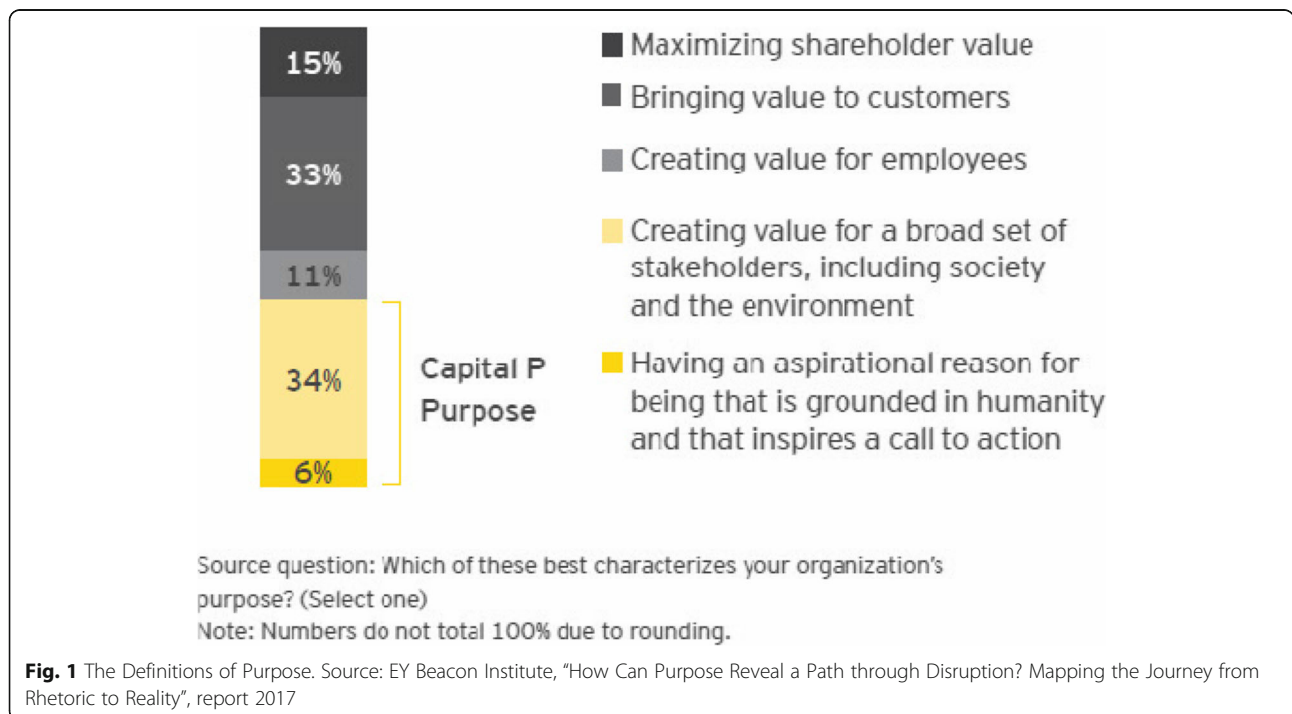 15%
33%
11%
34%
6%
Capital P
Purpose
Maximizing shareholder value
Bringing value to customers
Creating value for employees
Creating value for a broad set of
stakeholders, including society
and the environment
Having an aspirational reason for
being that is grounded in humanity
and that inspires a call to action
Source question: Which of these best characterizes your organization's
purpose? (Select one)
Note: Numbers do not total 100% due to rounding.
Fig. 1 The Definitions of Purpose. Source: EY Beacon Institute, “How Can Purpose Reveal a Path through Disruption? Mapping the Journey from
Rhetoric to Reality”, report 2017